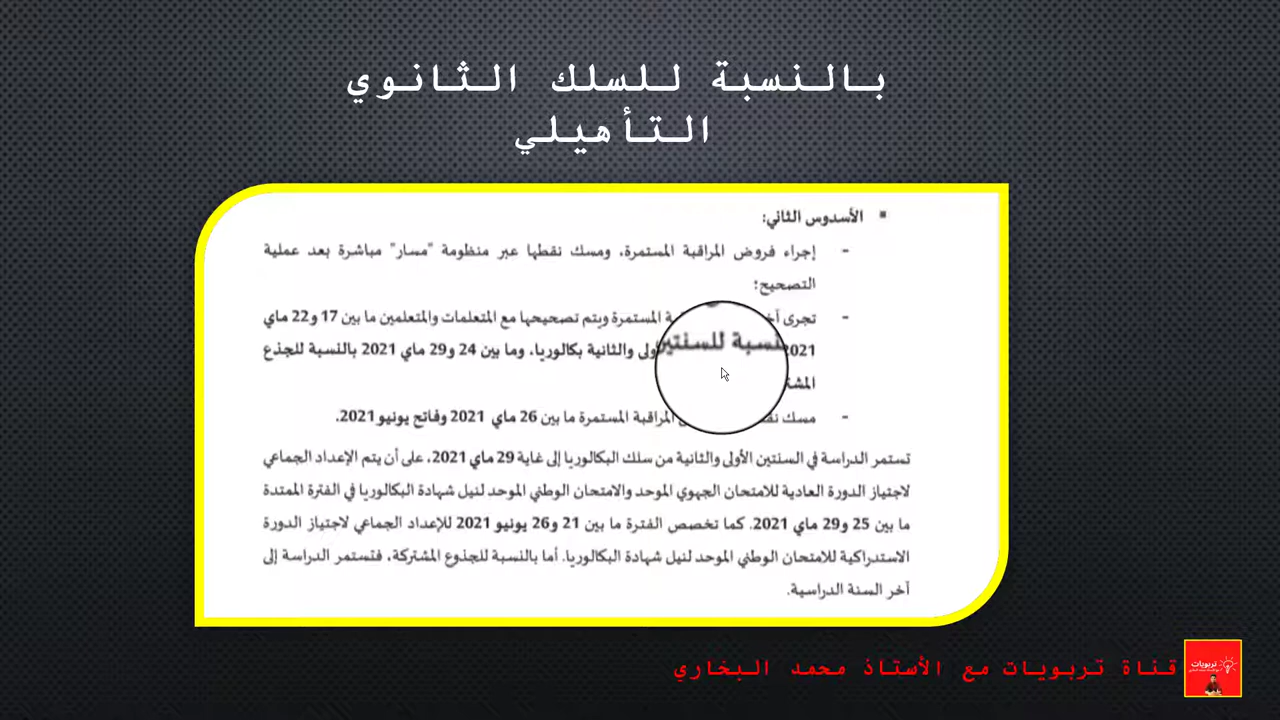 بالنسبة للسلك الثانوي
التأهيلي
▪ الأسدوس الثاني:
- إجراء فروض المراقبة المستمرة، ومسك نقطها عبر منظومة "مسار" مباشرة بعد عملية
التصحيح؛
- تجرى المستمرة ويتم تصحيحها مع المتعلمات والمتعلمين ما بين 17 و22 ماي
نسبة للسنتين والثانية بكالوريا، وما بين 24 و29 ماي 2021 بالنسبة للجذع
- مسك المراقبة المستمرة ما بين 26 ماي 2021 وفاتح يونيو 2021.
تستمر الدراسة في السنتين الأولى والثانية من سلك البكالوريا إلى غاية 29 ماي 2021، على أن يتم الإعداد الجماعي
لاجتياز الدورة العادية للامتحان الجهوي الموحد والامتحان الوطني الموحد لنيل شهادة البكالوريا في الفترة الممتدة
ما بين 25 و29 ماي 2021. كما تخصص الفترة ما بين 21 و26 يونيو 2021 للإعداد الجماعي لاجتياز الدورة
الاستدراكية للامتحان الوطني الموحد لنيل شهادة البكالوريا. أما بالنسبة للجذوع المشتركة، فتستمر الدراسة إلى
آخر السنة الدراسية.
قناة تربويات مع الأستاذ محمد البخاري
تربويات